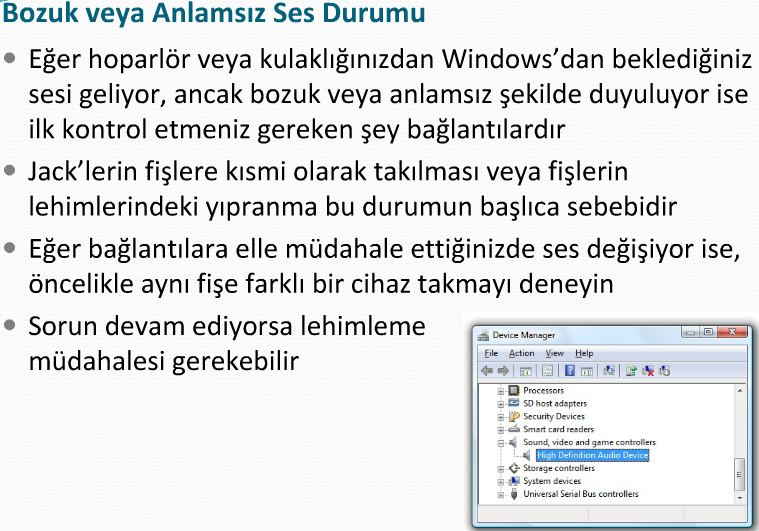 Bozuk veya Anlamsız Ses Durumu
Eğer hoparlör veya kulaklığınızdan Windows'dan beklediğiniz
sesi geliyor, ancak bozuk veya anlamsız şekilde duyuluyor ise
ilk kontrol etmeniz gereken şey bağlantılardır
Jack'lerin fişlere kısmi olarak takılması veya fişlerin
lehimlerindeki yıpranma bu durumun başlıca sebebidir
Eğer bağlantılara elle müdahale ettiğinizde ses değişiyor ise,
öncelikle aynı fişe farklı bir cihaz takmayı deneyin
Sorun devam ediyorsa lehimleme
müdahalesi gerekebilir
Device Manager
File Action View Help
Processors
SD host adapters
Security Devices
Smart card readers
Sound, video and game controllers
High Definition Audio Device
Storage controllers
System devices
Universal Serial Bus controllers